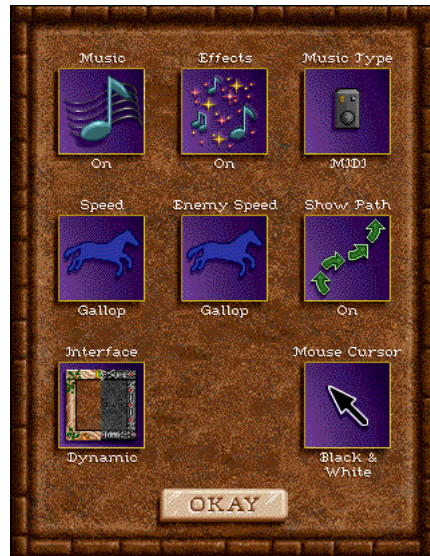 Music Effects Music Type
On On MIDI
Speed Enemy Speed Show Path
Gallop Gallop On
Interface Mouse Cursor
Dynamic Black &
White
OKAY